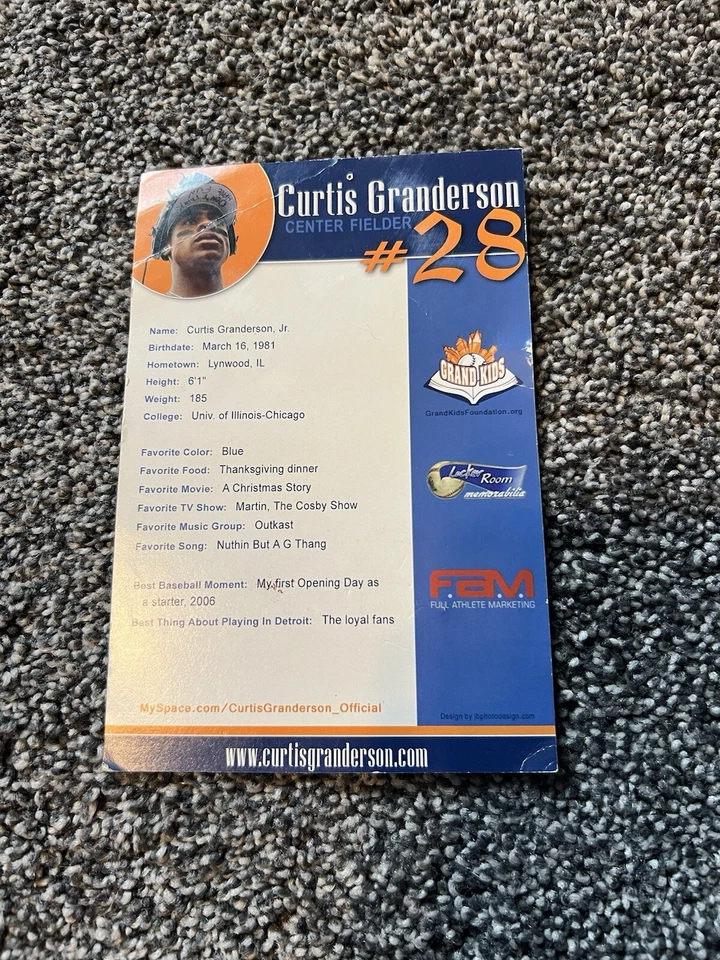 Curtis Granderson
CENTER FIELDER
#28
Name: Curtis Granderson, Jr.
Birthdate: March 16, 1981
Hometown: Lynwood, IL
Height: 6'1"
Weight: 185
College: Univ. of Illinois-Chicago
Favorite Color: Blue
Favorite Food: Thanksgiving dinner
Favorite Movie: A Christmas Story
Favorite TV Show: Martin, The Cosby Show
Favorite Music Group: Outkast
Favorite Song: Nuthin But A G Thang
Best Baseball Moment: My first Opening Day as
a starter, 2006
Best Thing About Playing In Detroit: The loyal fans
MySpace.com/CurtisGranderson_Official
GRAND KIDS
GrandKidsFoundation.org
Locker Room
memorabilia
F.a.M
FULL ATHLETE MARKETING
Design by jbphotodesign.com
www.curtisgranderson.com